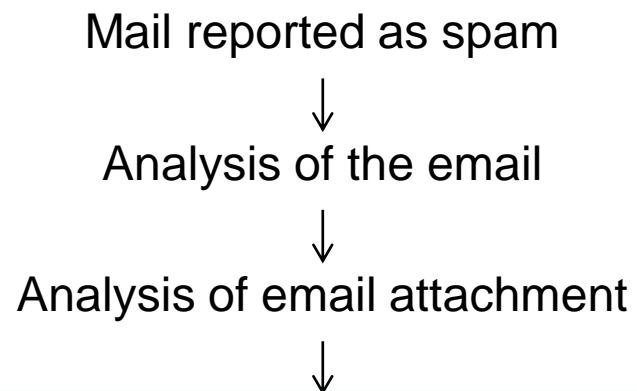 Mail reported as spam
Analysis of the email
Analysis of email attachment